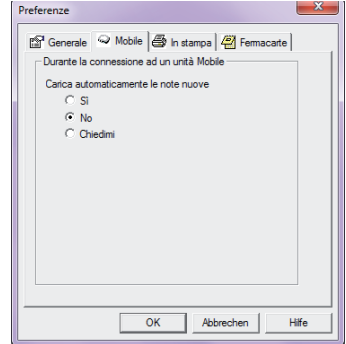 Preferenze
Generale Mobile In stampa Fermacarte
Durante la connessione ad un unità Mobile
Carica automaticamente le note nuove
Sì
No
Chiedimi
OK Abbrechen Hilfe